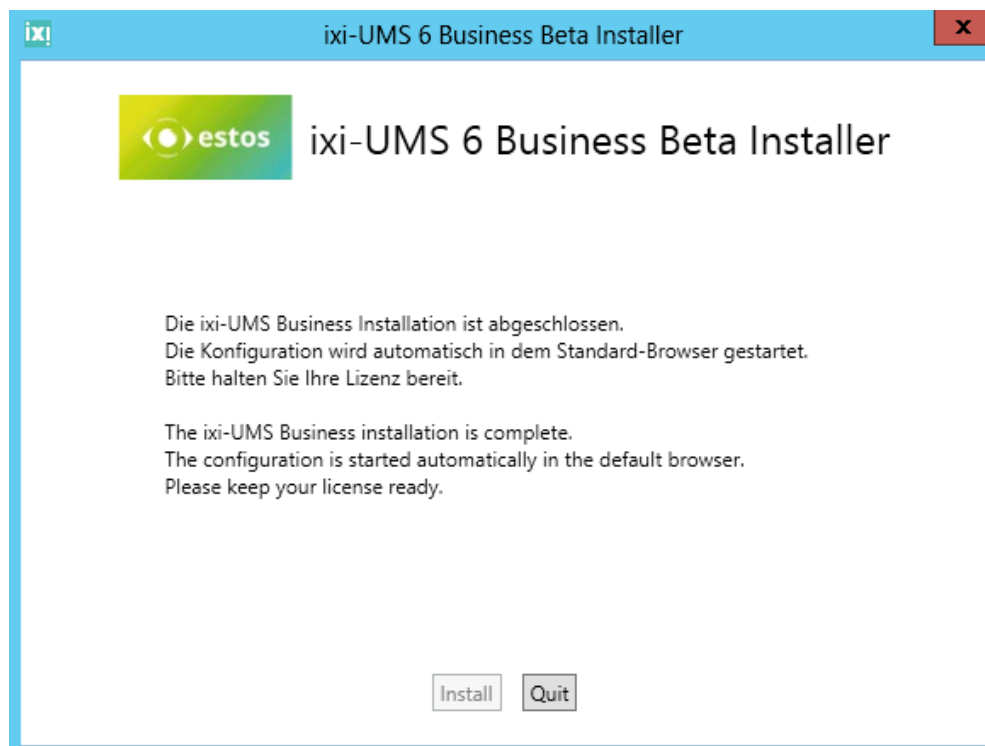 ixi ixi-UMS 6 Business Beta Installer x
estos ixi-UMS 6 Business Beta Installer
Die ixi-UMS Business Installation ist abgeschlossen.
Die Konfiguration wird automatisch in dem Standard-Browser gestartet.
Bitte halten Sie Ihre Lizenz bereit.
The ixi-UMS Business installation is complete.
The configuration is started automatically in the default browser.
Please keep your license ready.
Install Quit